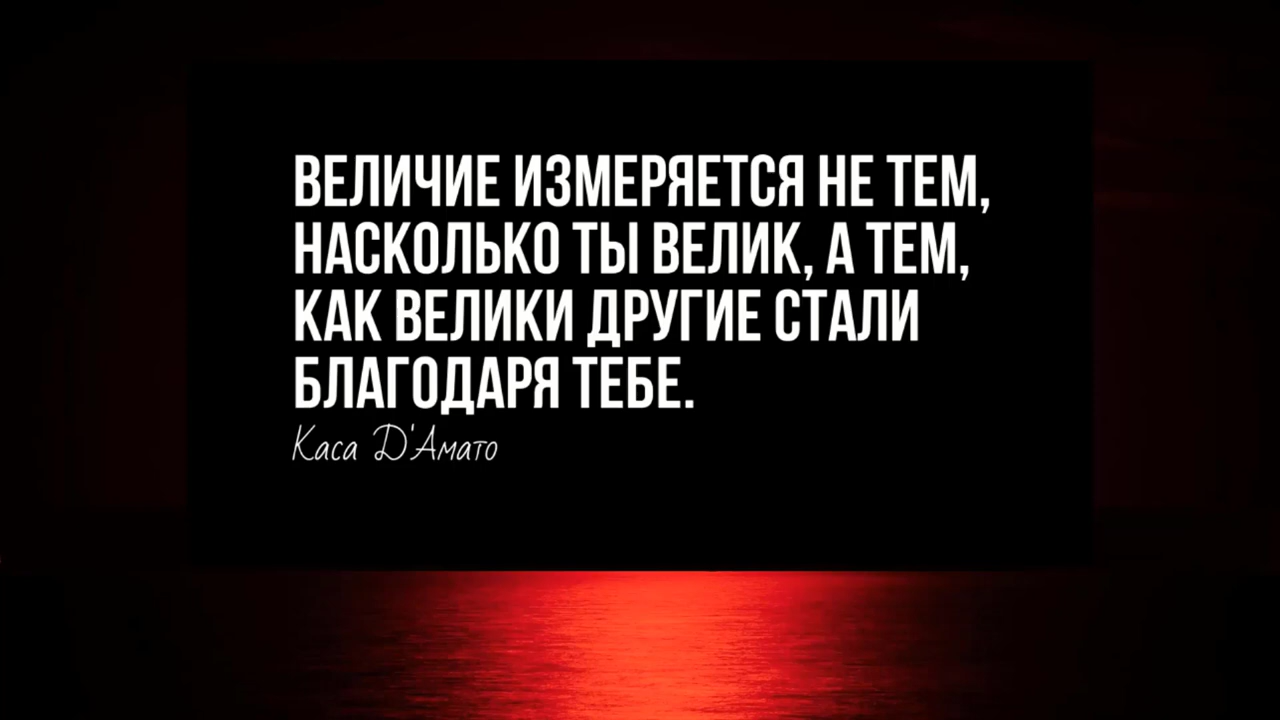 ВЕЛИЧИЕ ИЗМЕРЯЕТСЯ НЕ ТЕМ,
НАСКОЛЬКО ТЫ ВЕЛИК, А ТЕМ,
КАК ВЕЛИКИ ДРУГИЕ СТАЛИ
БЛАГОДАРЯ ТЕБЕ.
Каса Д'Амато